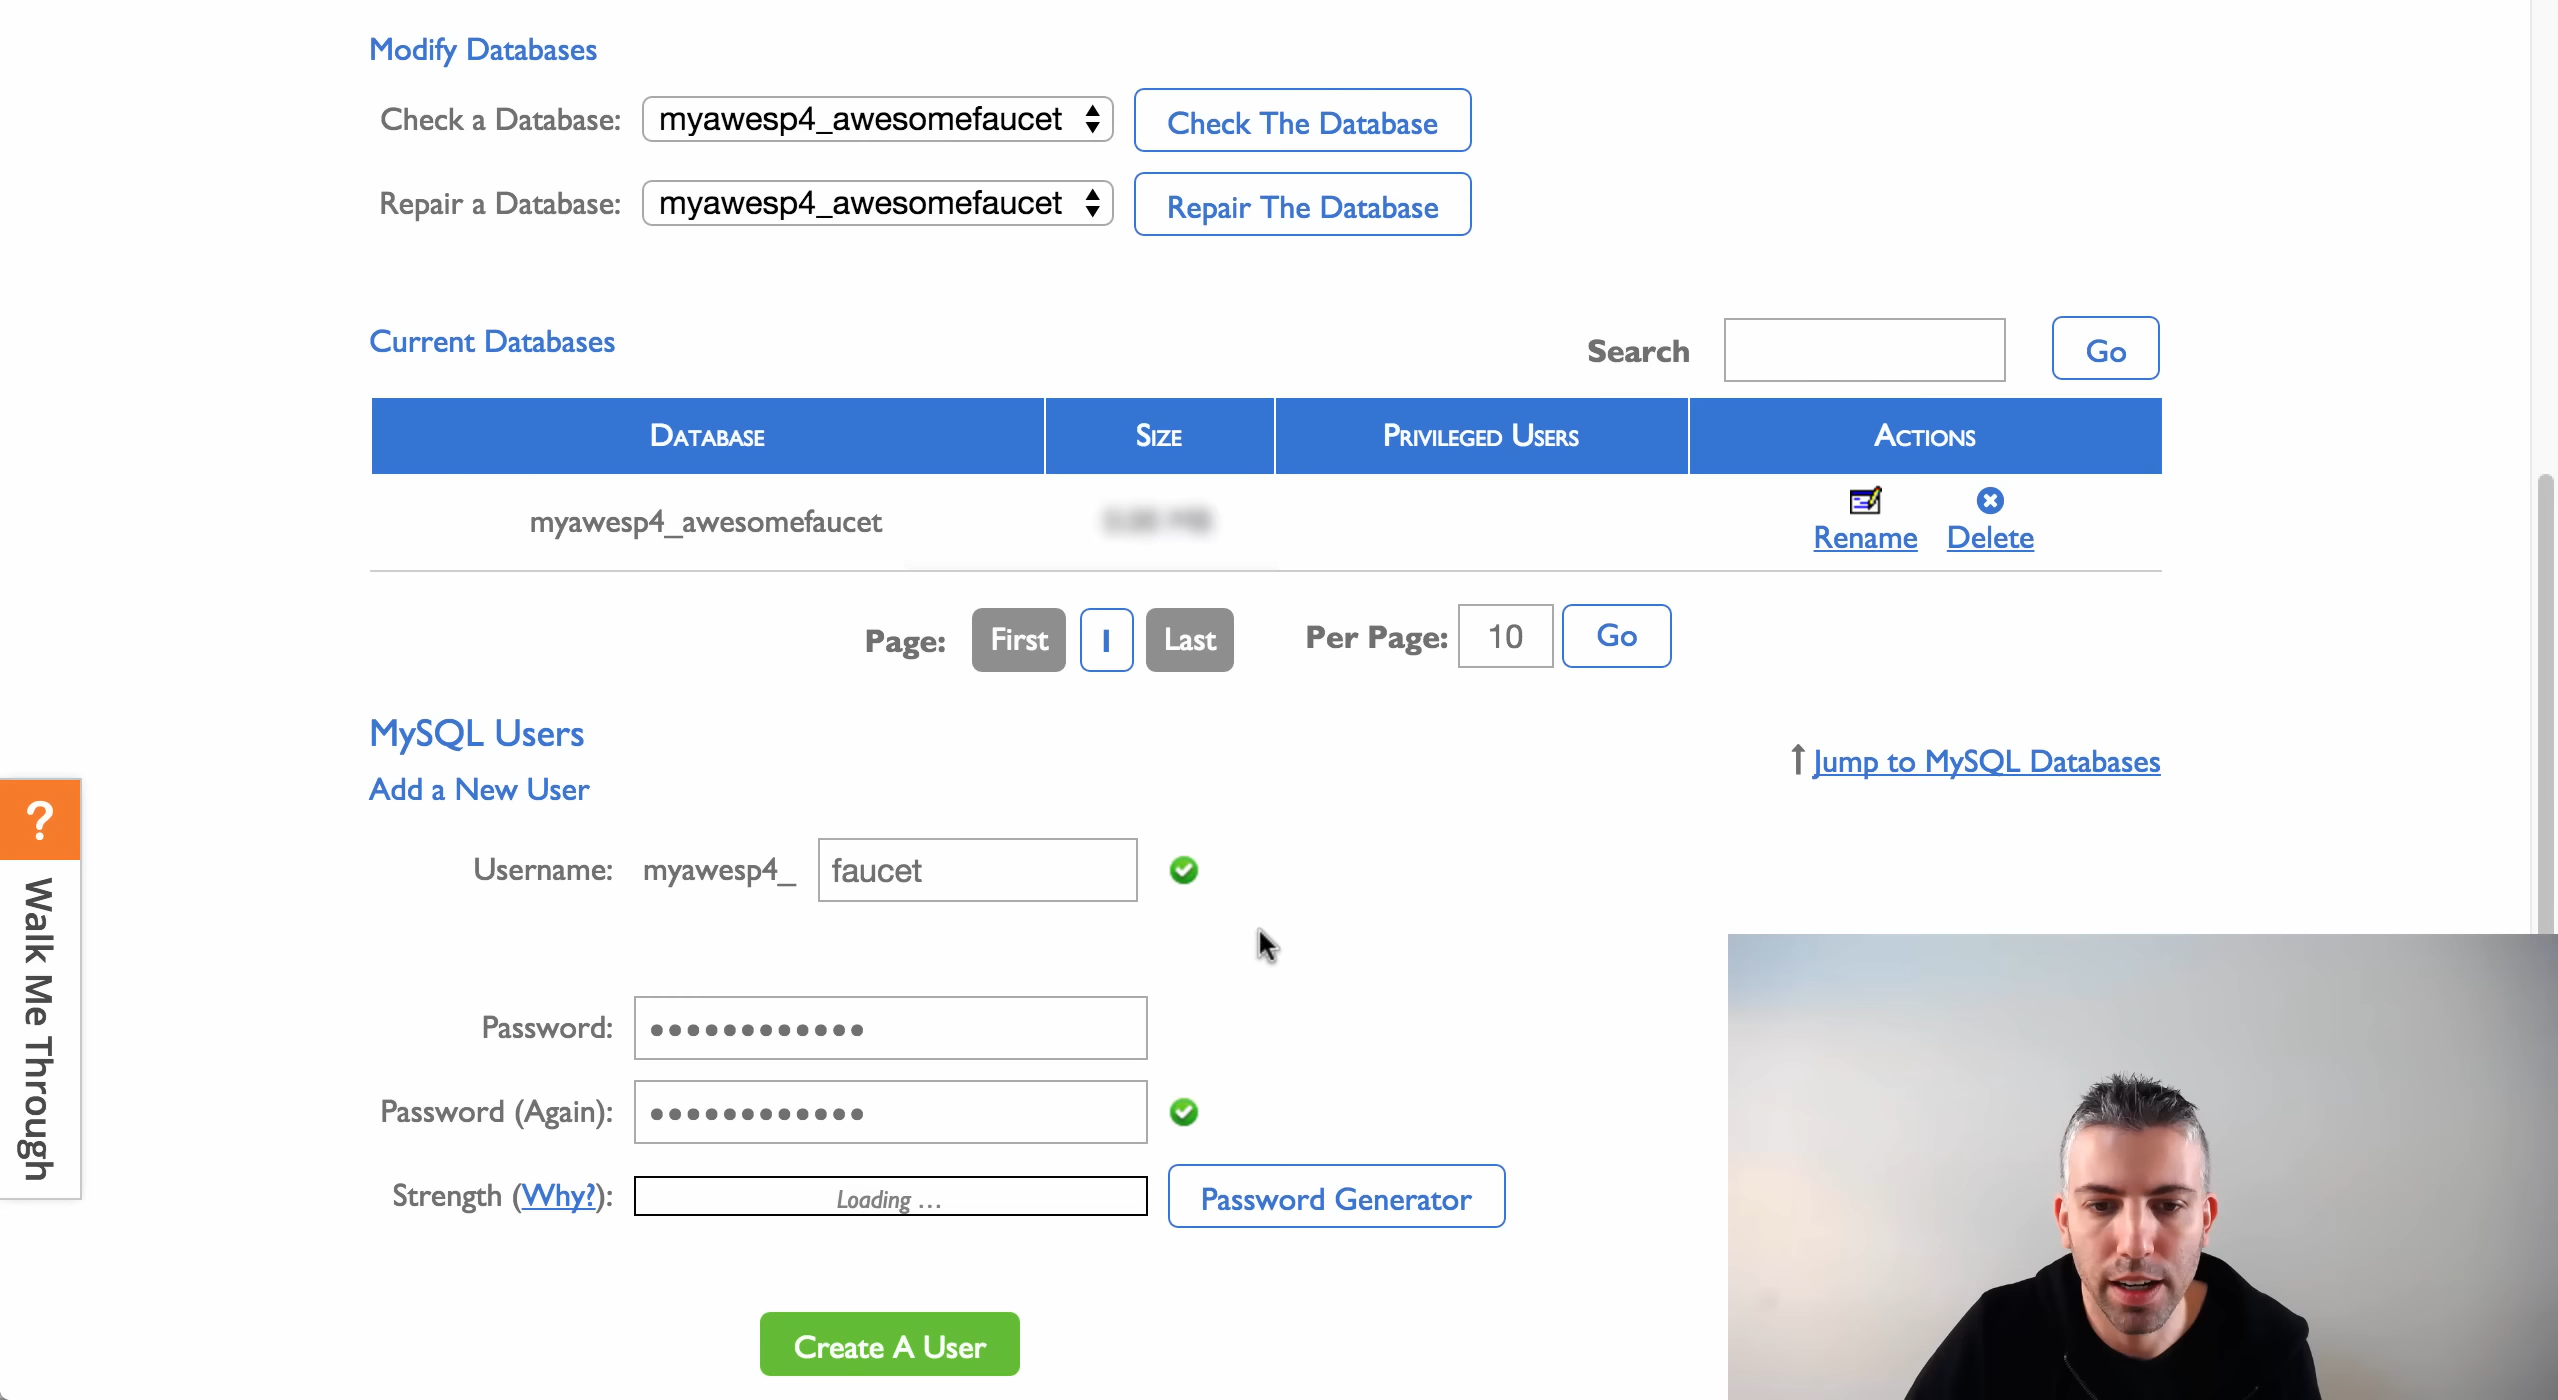 Modify Databases
Check a Database: myawesp4_awesomefaucet Check The Database
Repair a Database: myawesp4_awesomefaucet Repair The Database
Current Databases Search Go
DATABASE SIZE PRIVILEGED USERS ACTIONS
myawesp4_awesomefaucet Rename Delete
Page: First 1 Last Per Page: 10 Go
MySQL Users
↑ Jump to MySQL Databases
Add a New User
Username: myawesp4_ faucet
Password: ••••••••••••
Password (Again): ••••••••••••
Strength (Why?): Loading ... Password Generator
Create A User
?
Walk Me Through